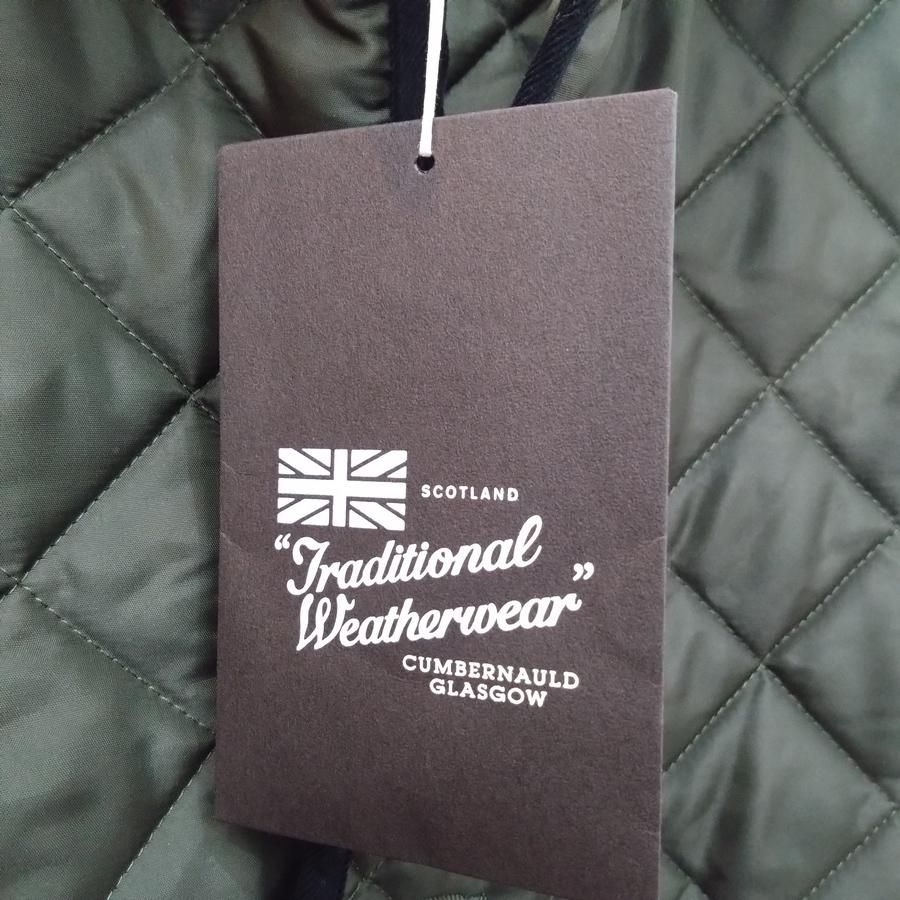 SCOTLAND
“Traditional
Weatherwear”
CUMBERNAULD
GLASGOW